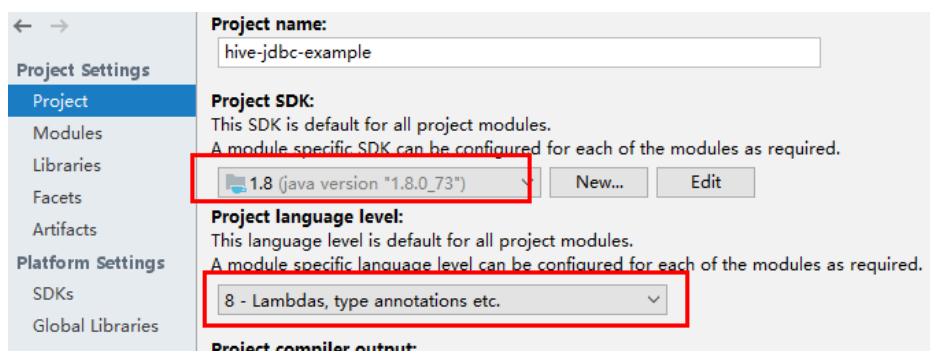 Project Settings
Project
Modules
Libraries
Facets
Artifacts
Platform Settings
SDKs
Global Libraries
Project name:
hive-jdbc-example
Project SDK:
This SDK is default for all project modules.
A module specific SDK can be configured for each of the modules as required.
1.8 (java version "1.8.0_73")
New...
Edit
Project language level:
This language level is default for all project modules.
A module specific language level can be configured for each of the modules as required.
8 - Lambdas, type annotations etc.
Project compiler output: